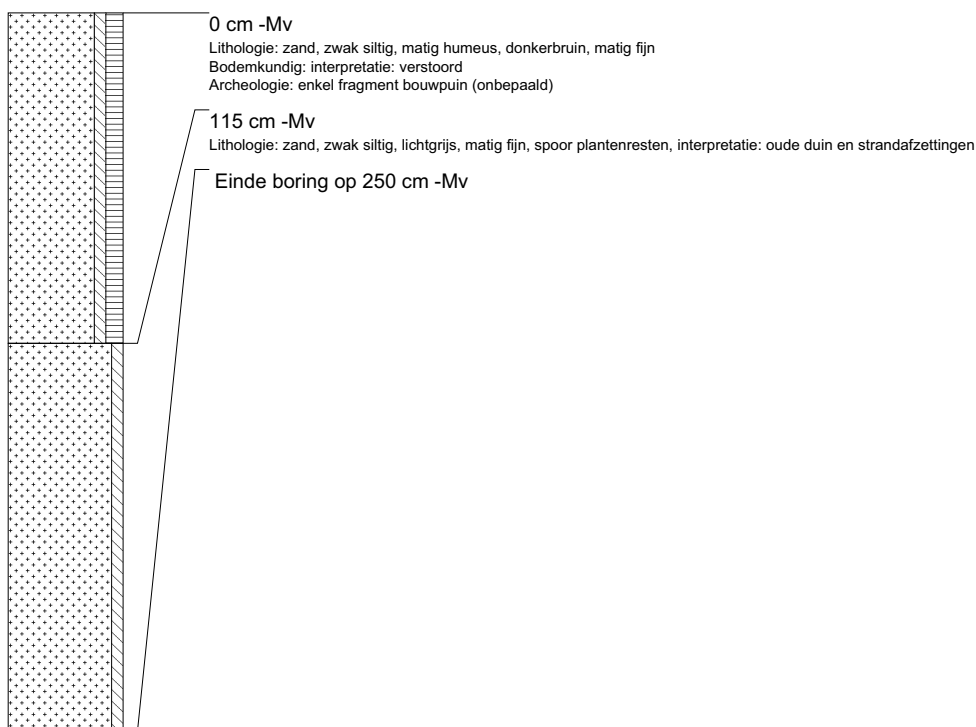 0 cm -Mv
Lithologie: zand, zwak siltig, matig humeus, donkerbruin, matig fijn
Bodemkundig: interpretatie: verstoord
Archeologie: enkel fragment bouwpuin (onbepaald)
115 cm -Mv
Lithologie: zand, zwak siltig, lichtgrijs, matig fijn, spoor plantenresten, interpretatie: oude duin en strandafzettingen
Einde boring op 250 cm -Mv